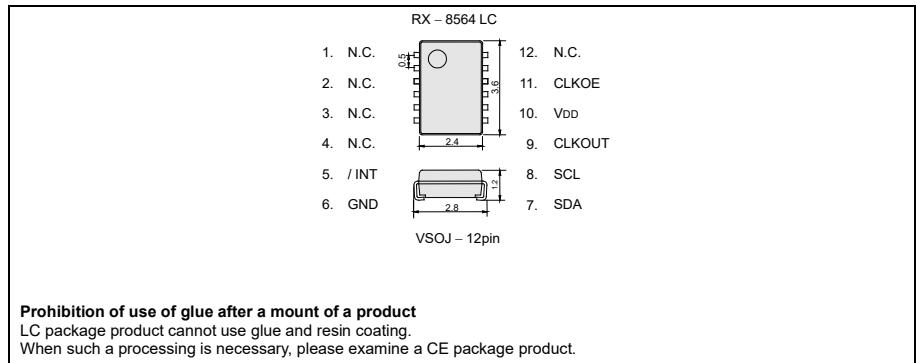 RX – 8564 LC
1. N.C.
2. N.C.
3. N.C.
4. N.C.
5. / INT
6. GND
12. N.C.
11. CLKOE
10. VDD
9. CLKOUT
8. SCL
7. SDA
0.5
3.6
2.4
1.2
2.8
VSOJ – 12pin
Prohibition of use of glue after a mount of a product
LC package product cannot use glue and resin coating.
When such a processing is necessary, please examine a CE package product.